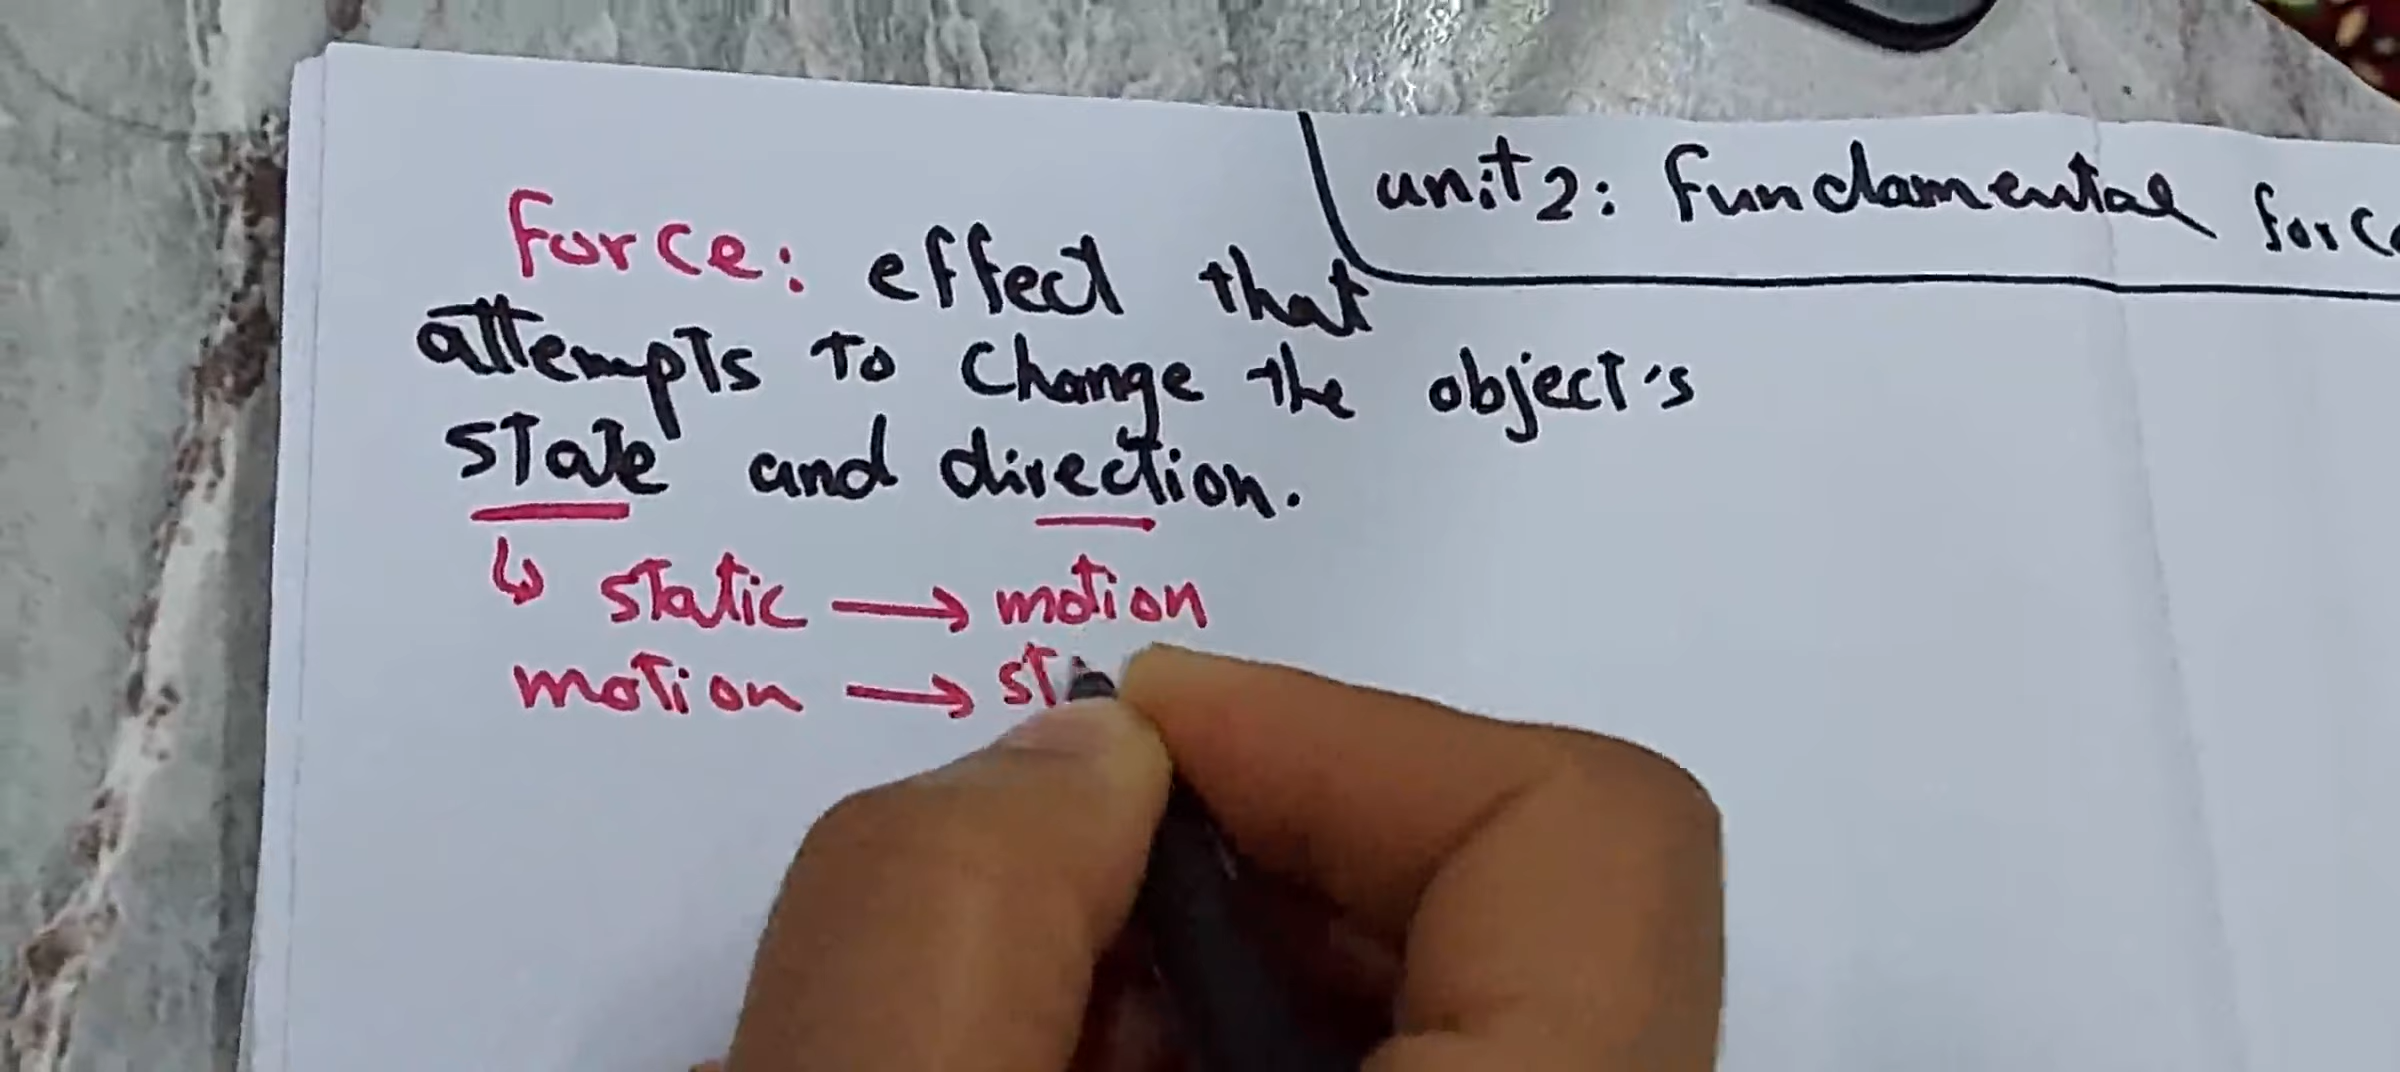 unit 2: Fundamental
Force: effect that
attempts to change the object's
state and direction.
↳ static → motion
motion →